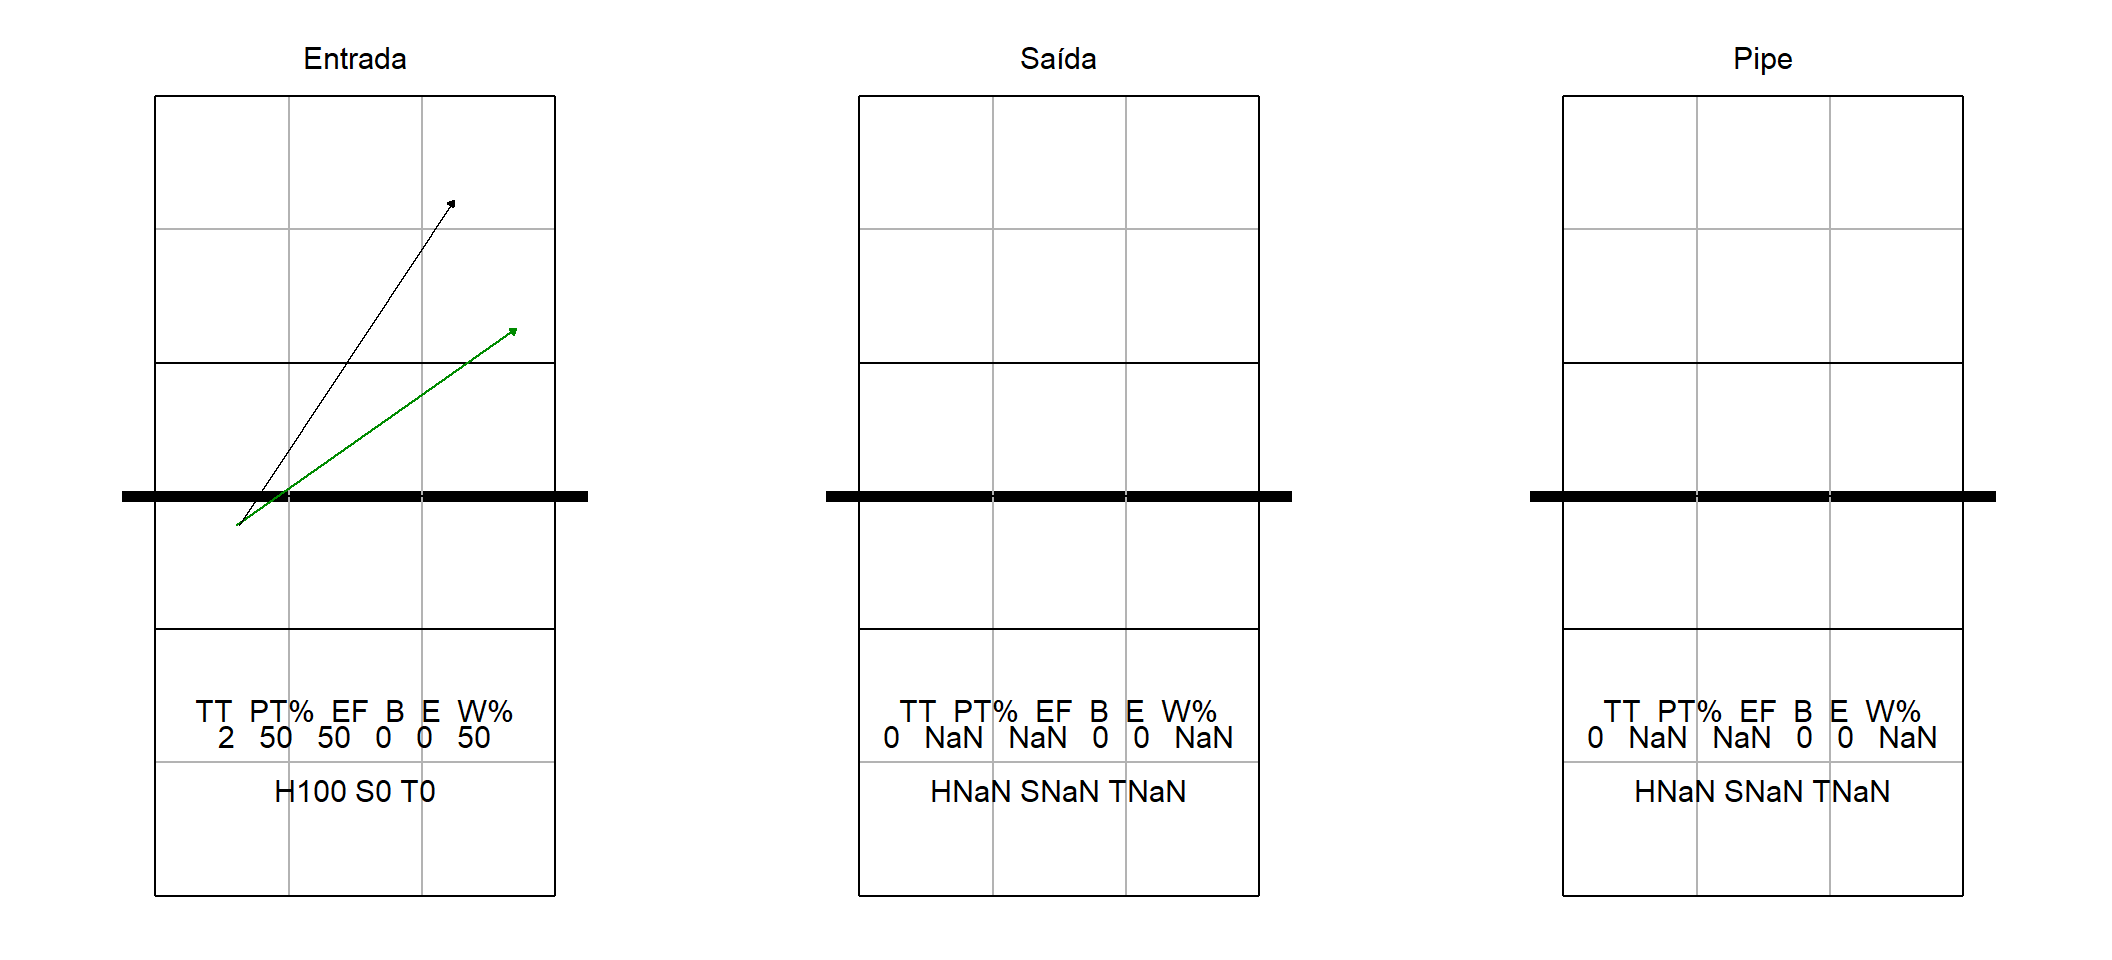 Entrada
TT PT% EF B E W%
2 50 50 0 0 50
H100 S0 T0
Saída
TT PT% EF B E W%
0 NaN NaN 0 0 NaN
HNaN SNaN TNaN
Pipe
TT PT% EF B E W%
0 NaN NaN 0 0 NaN
HNaN SNaN TNaN